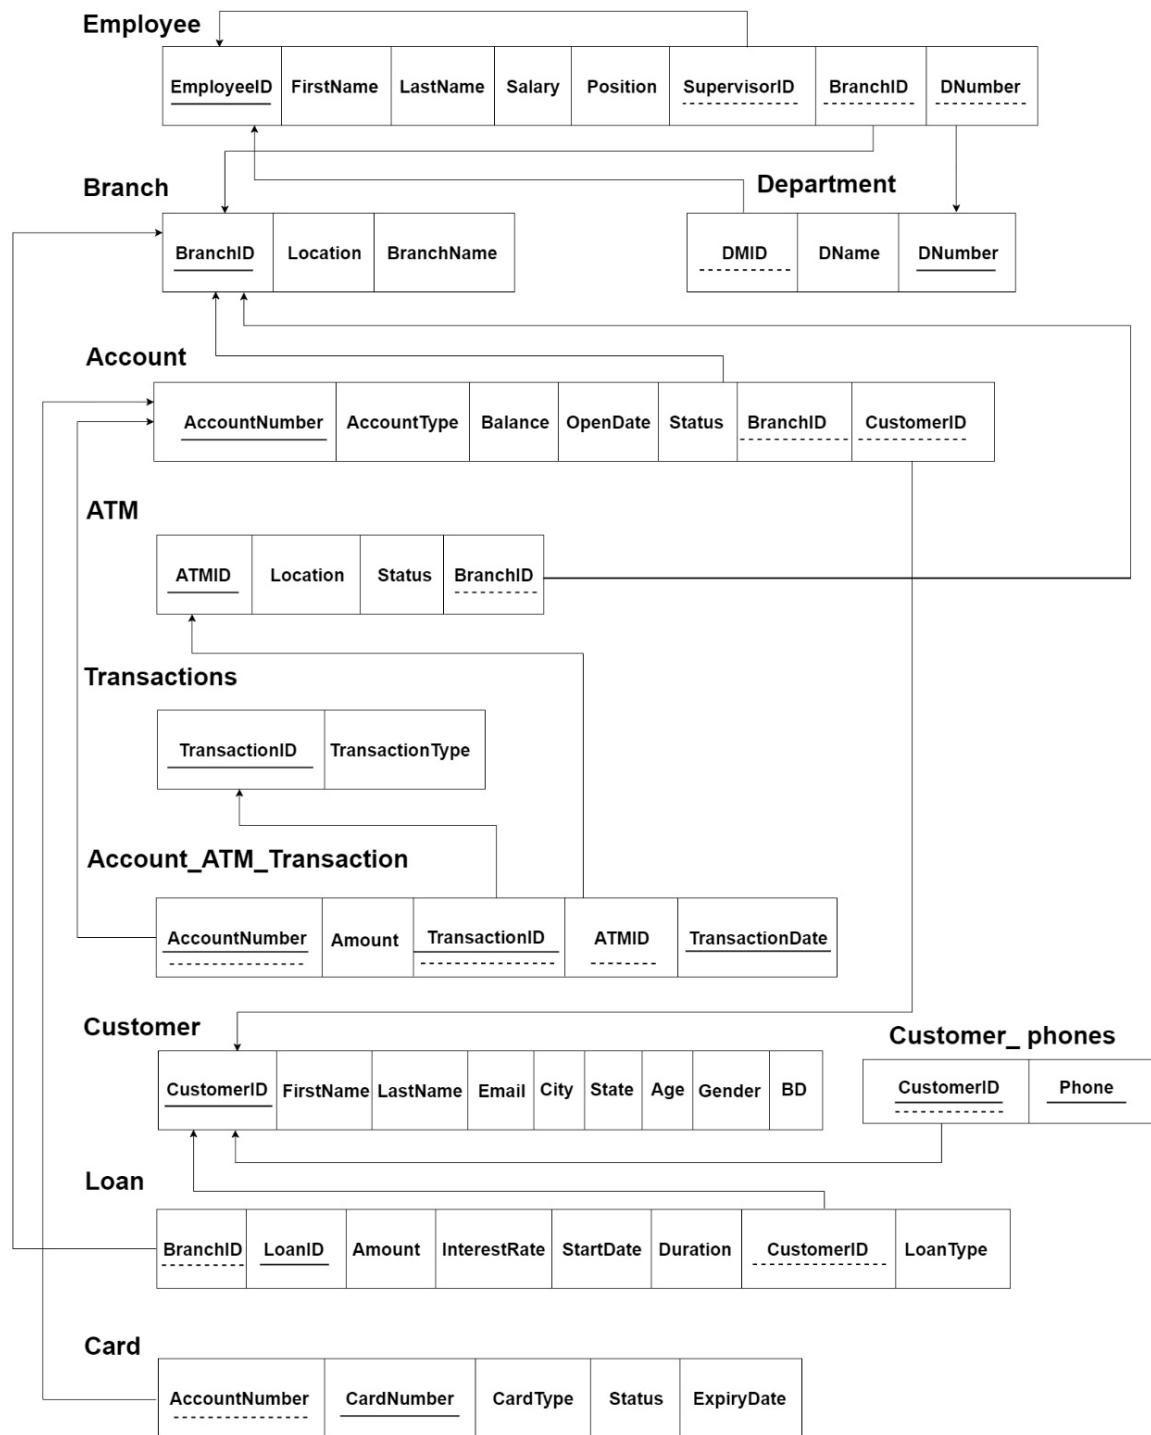 Employee
EmployeeID FirstName LastName Salary Position SupervisorID BranchID DNumber
Branch
Department
BranchID Location BranchName
DMID DName DNumber
Account
AccountNumber AccountType Balance OpenDate Status BranchID CustomerID
ATM
ATMID Location Status BranchID
Transactions
TransactionID TransactionType
Account_ATM_Transaction
AccountNumber Amount TransactionID ATMID TransactionDate
Customer
Customer_ phones
CustomerID FirstName LastName Email City State Age Gender BD
CustomerID Phone
Loan
BranchID LoanID Amount InterestRate StartDate Duration CustomerID LoanType
Card
AccountNumber CardNumber CardType Status ExpiryDate